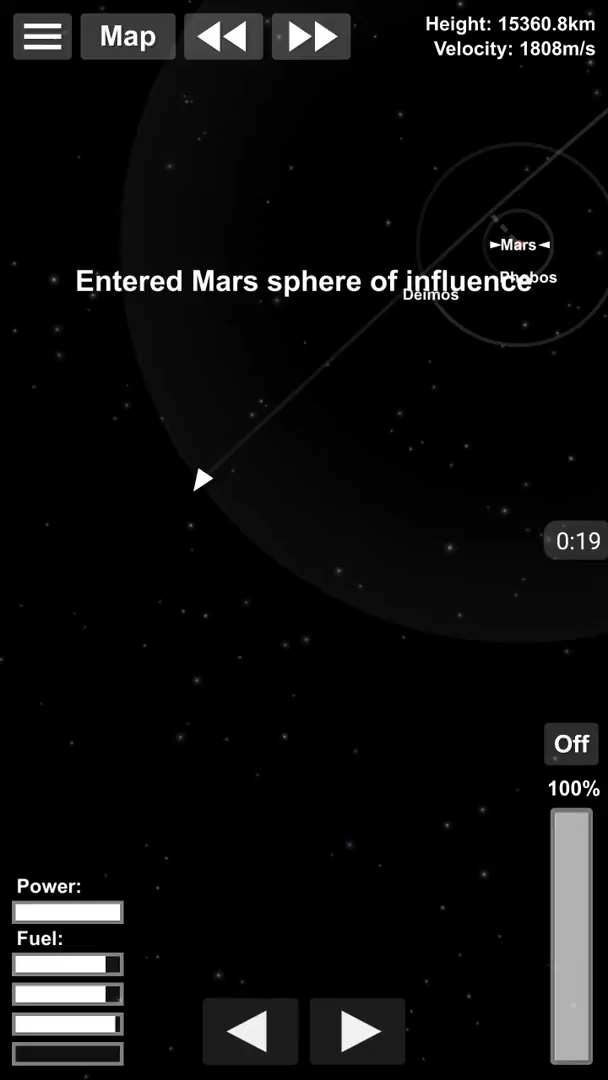 Map
Height: 15360.8km
Velocity: 1808m/s
Mars
Entered Mars sphere of influence
Phobos
Deimos
0:19
Off
100%
Power:
Fuel: